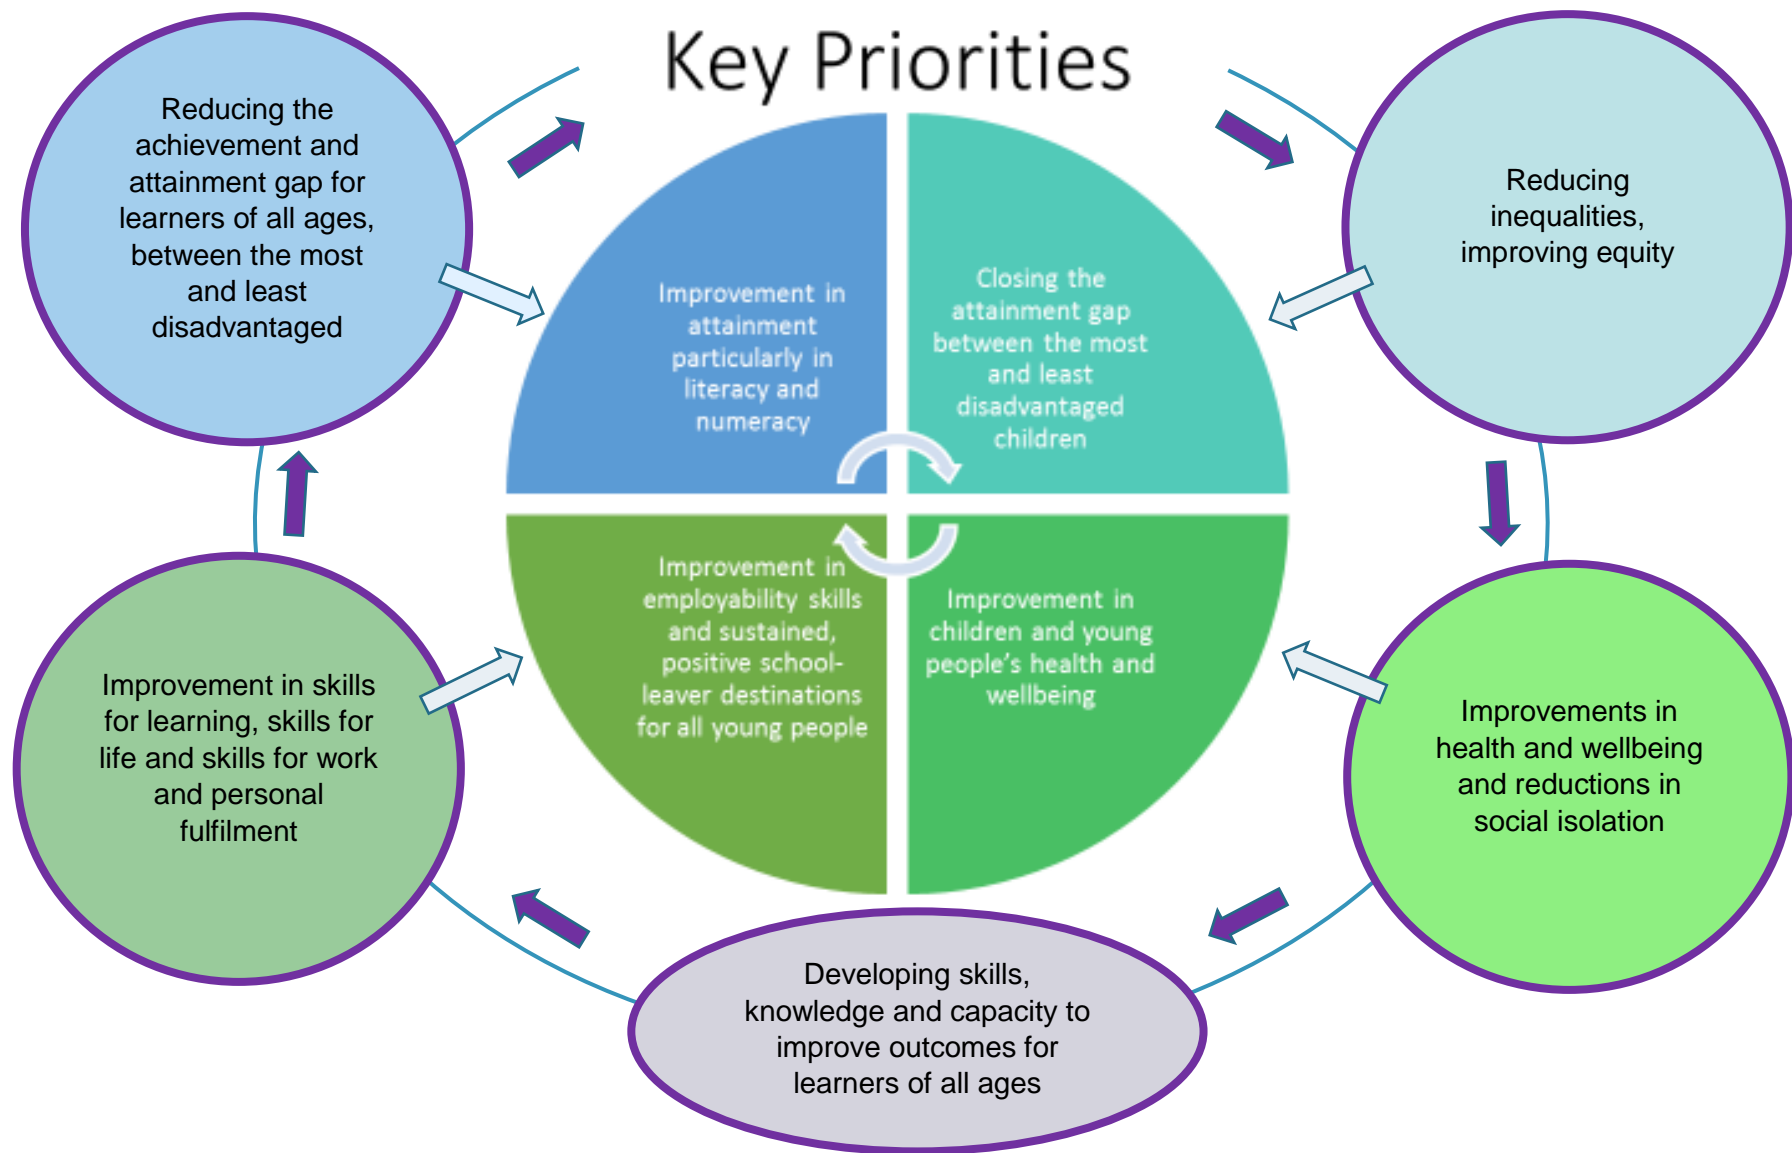 Key Priorities
Reducing the
achievement and
attainment gap for
learners of all ages,
between the most
and least
disadvantaged
Reducing
inequalities,
improving equity
Improvement in
attainment
particularly in
literacy and
numeracy
Closing the
attainment gap
between the most
and least
disadvantaged
children
Improvement in
employability skills
and sustained,
positive school-
leaver destinations
for all young people
Improvement in
children and young
people's health and
wellbeing
Improvement in skills
for learning, skills for
life and skills for work
and personal
fulfilment
Improvements in
health and wellbeing
and reductions in
social isolation
Developing skills,
knowledge and capacity to
improve outcomes for
learners of all ages